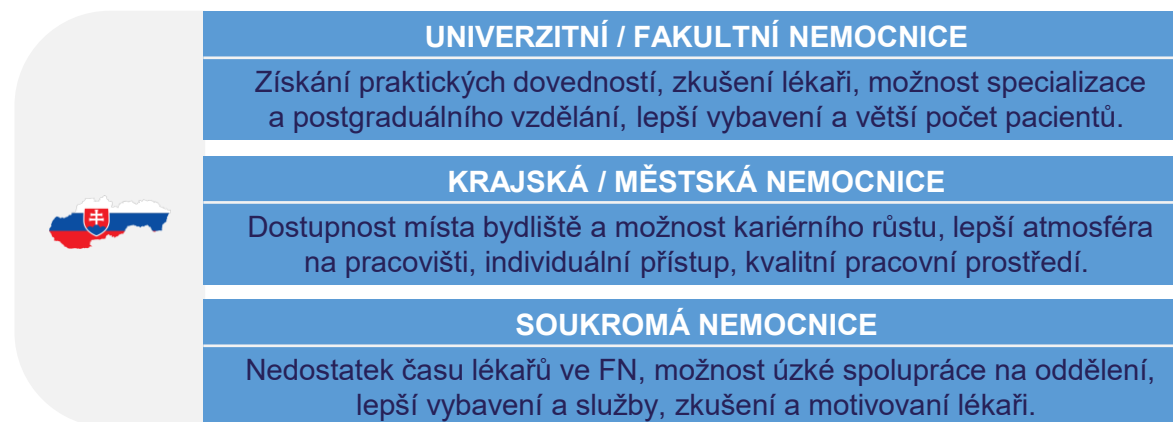 UNIVERZITNÍ / FAKULTNÍ NEMOCNICE
Získání praktických dovedností, zkušení lékaři, možnost specializace
a postgraduálního vzdělání, lepší vybavení a větší počet pacientů.
KRAJSKÁ / MĚSTSKÁ NEMOCNICE
Dostupnost místa bydliště a možnost kariérního růstu, lepší atmosféra
na pracovišti, individuální přístup, kvalitní pracovní prostředí.
SOUKROMÁ NEMOCNICE
Nedostatek času lékařů ve FN, možnost úzké spolupráce na oddělení,
lepší vybavení a služby, zkušení a motivovaní lékaři.